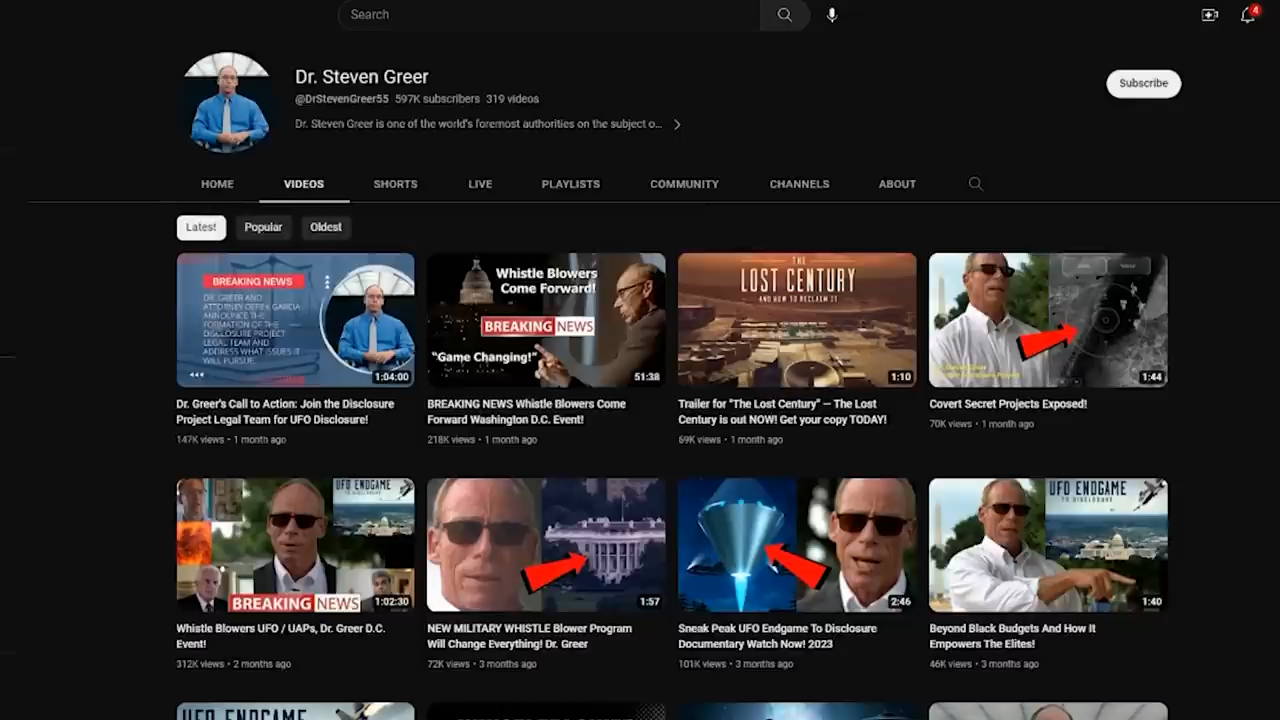 Search
4
Dr. Steven Greer
@DrStevenGreer55 597K subscribers 319 videos
Dr. Steven Greer is one of the world's foremost authorities on the subject o...
Subscribe
HOME VIDEOS SHORTS LIVE PLAYLISTS COMMUNITY CHANNELS ABOUT
Latest Popular Oldest
BREAKING NEWS
DR. GREER AND
ATTORNEY DEREK GARCIA
ANNOUNCE THE
FORMATION OF THE
DISCLOSURE PROJECT
LEGAL TEAM AND
ADDRESS WHAT ISSUES IT
WILL PURSUE.
1:04:00
Whistle Blowers
Come Forward!
BREAKING NEWS
"Game Changing!"
51:38
THE
LOST CENTURY
AND HOW TO RECLAIM IT
1:10
1:44
Dr. Greer's Call to Action: Join the Disclosure
Project Legal Team for UFO Disclosure!
147K views • 1 month ago
BREAKING NEWS Whistle Blowers Come
Forward Washington D.C. Event!
218K views • 1 month ago
Trailer for "The Lost Century" — The Lost
Century is out NOW! Get your copy TODAY!
69K views • 1 month ago
Covert Secret Projects Exposed!
70K views • 1 month ago
UFO ENDGAME
TO DISCLOSURE
BREAKING NEWS
1:02:30
1:57
2:46
UFO ENDGAME
TO DISCLOSURE
1:40
Whistle Blowers UFO / UAPs, Dr. Greer D.C.
Event!
312K views • 2 months ago
NEW MILITARY WHISTLE Blower Program
Will Change Everything! Dr. Greer
72K views • 3 months ago
Sneak Peak UFO Endgame To Disclosure
Documentary Watch Now! 2023
101K views • 3 months ago
Beyond Black Budgets And How It
Empowers The Elites!
46K views • 3 months ago
UFO ENDGAME